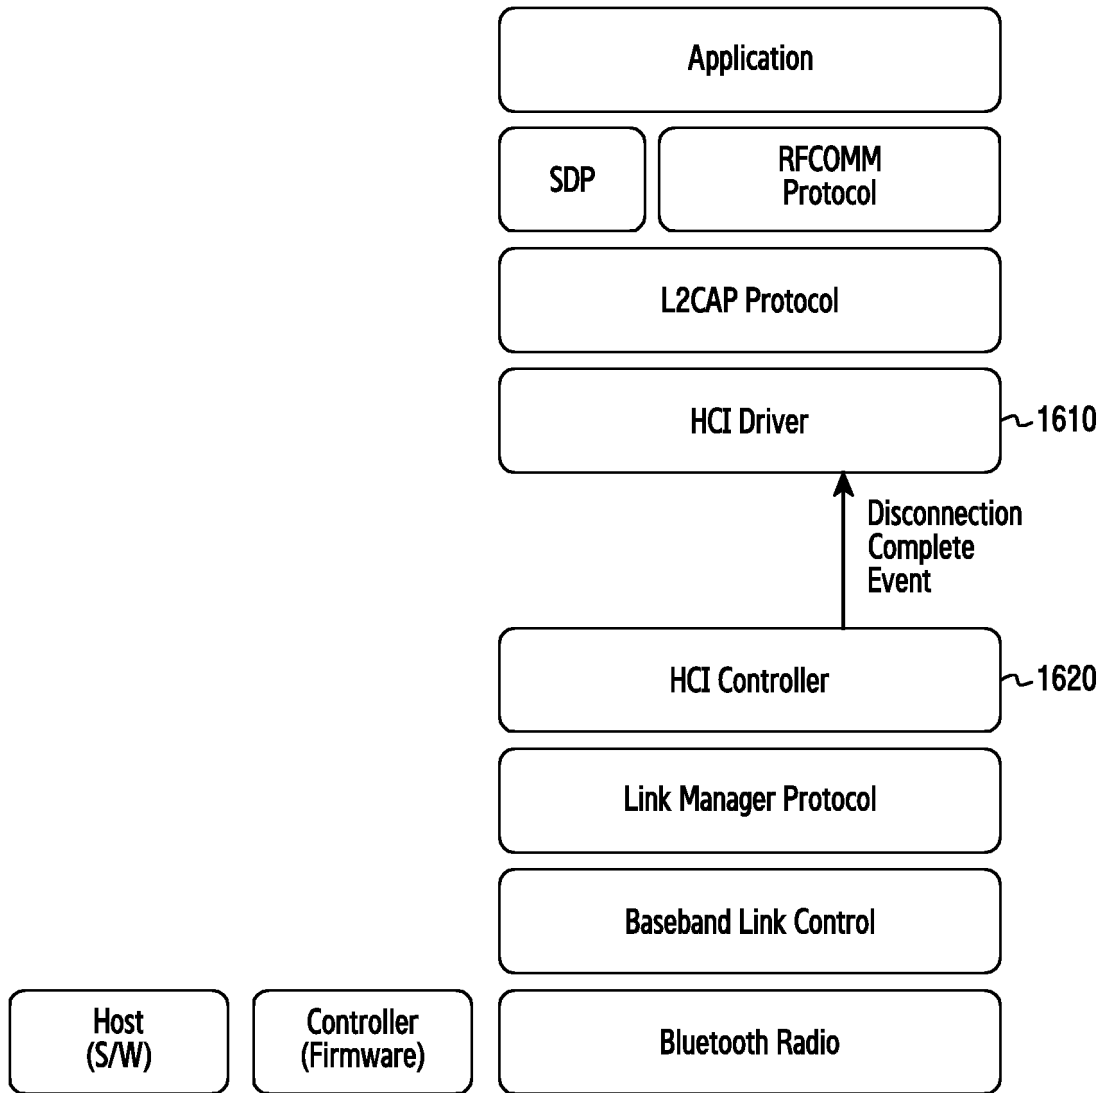 Application
SDP
RFCOMM
Protocol
L2CAP Protocol
HCI Driver
1610
Disconnection
Complete
Event
HCI Controller
1620
Link Manager Protocol
Baseband Link Control
Host
(S/W)
Controller
(Firmware)
Bluetooth Radio